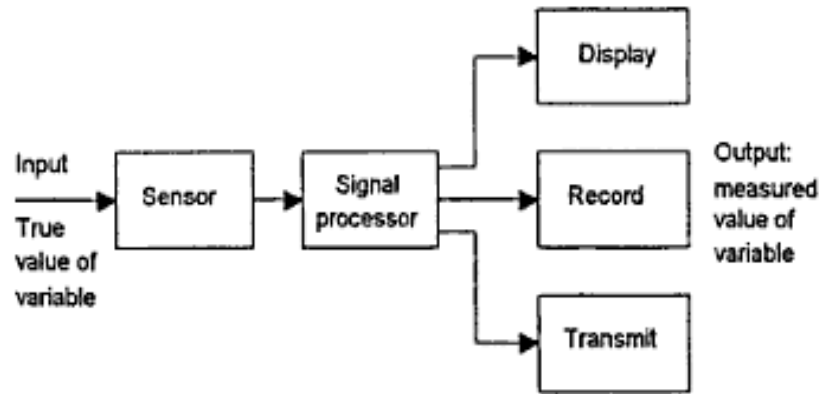 Input
True
value of
variable
Sensor
Signal
processor
Display
Record
Transmit
Output:
measured
value of
variable